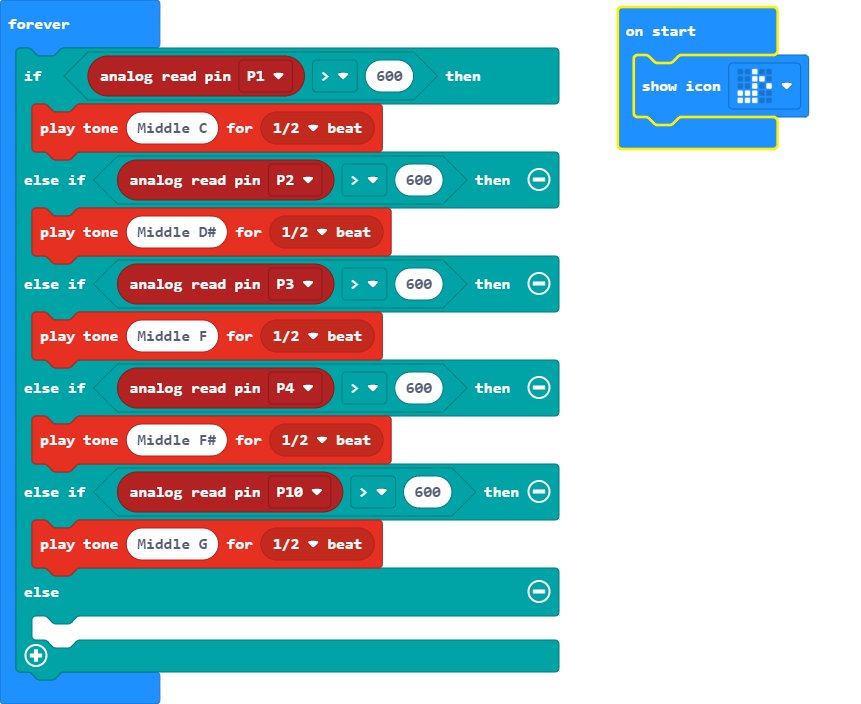 forever
if analog read pin P1 > 600 then
play tone Middle C for 1/2 beat
else if analog read pin P2 > 600 then
play tone Middle D# for 1/2 beat
else if analog read pin P3 > 600 then
play tone Middle F for 1/2 beat
else if analog read pin P4 > 600 then
play tone Middle F# for 1/2 beat
else if analog read pin P10 > 600 then
play tone Middle G for 1/2 beat
else
on start
show icon